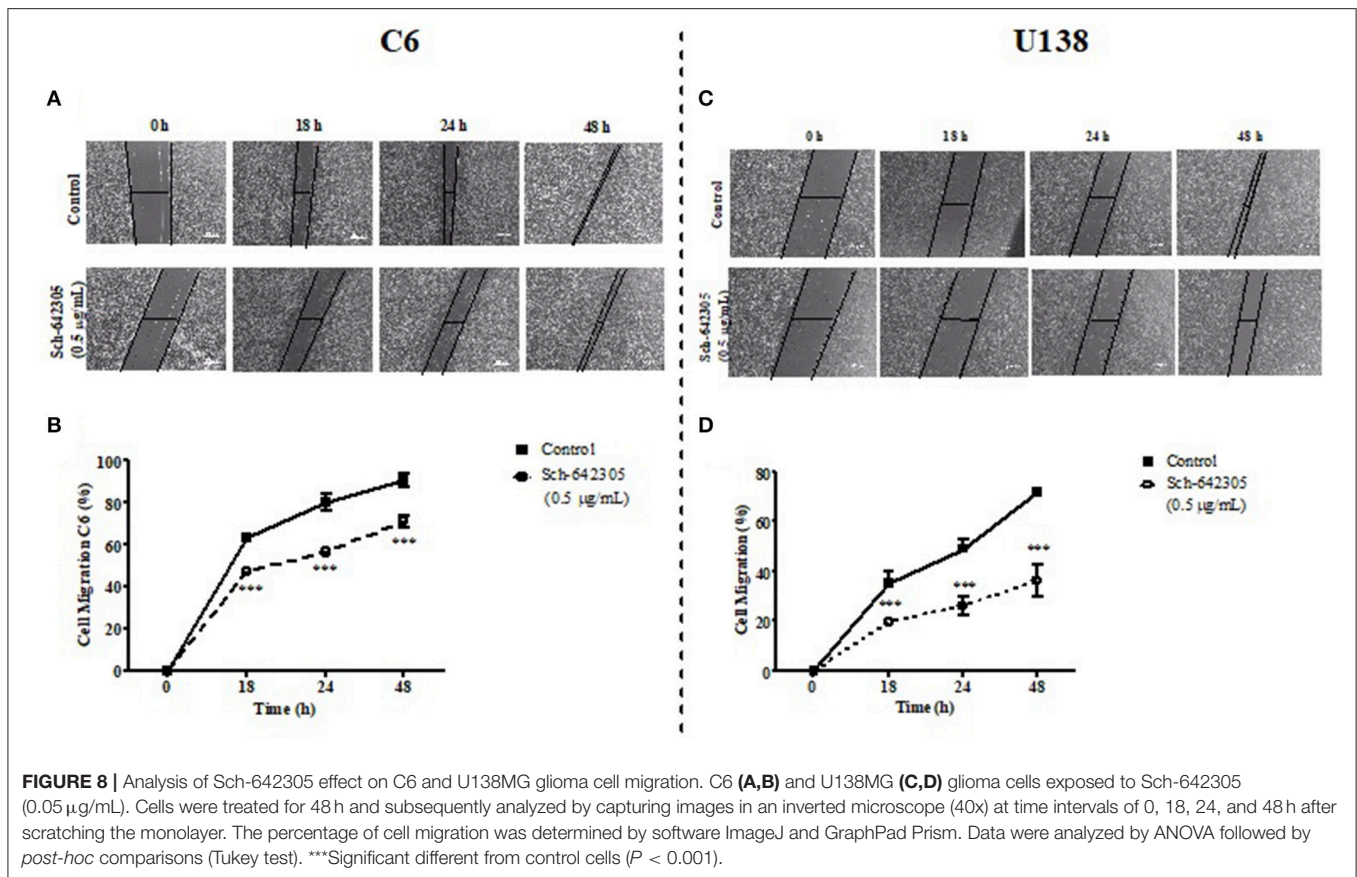 C6
U138
A
0 h 18 h 24 h 48 h
Control
Sch-642305
(0.5 µg/mL)
B
Control
Sch-642305
(0.5 µg/mL)
Cell Migration C6 (%)
100
80
60
40
20
0
*** *** ***
0 18 24 48
Time (h)
C
0 h 18 h 24 h 48 h
Control
Sch-642305
(0.5 µg/mL)
D
Control
Sch-642305
(0.5 µg/mL)
Cell Migration (%)
80
60
40
20
0
*** *** ***
0 18 24 48
Time (h)
FIGURE 8 | Analysis of Sch-642305 effect on C6 and U138MG glioma cell migration. C6 (A,B) and U138MG (C,D) glioma cells exposed to Sch-642305
(0.05 µg/mL). Cells were treated for 48 h and subsequently analyzed by capturing images in an inverted microscope (40x) at time intervals of 0, 18, 24, and 48 h after
scratching the monolayer. The percentage of cell migration was determined by software ImageJ and GraphPad Prism. Data were analyzed by ANOVA followed by
post-hoc comparisons (Tukey test). ***Significant different from control cells (P < 0.001).